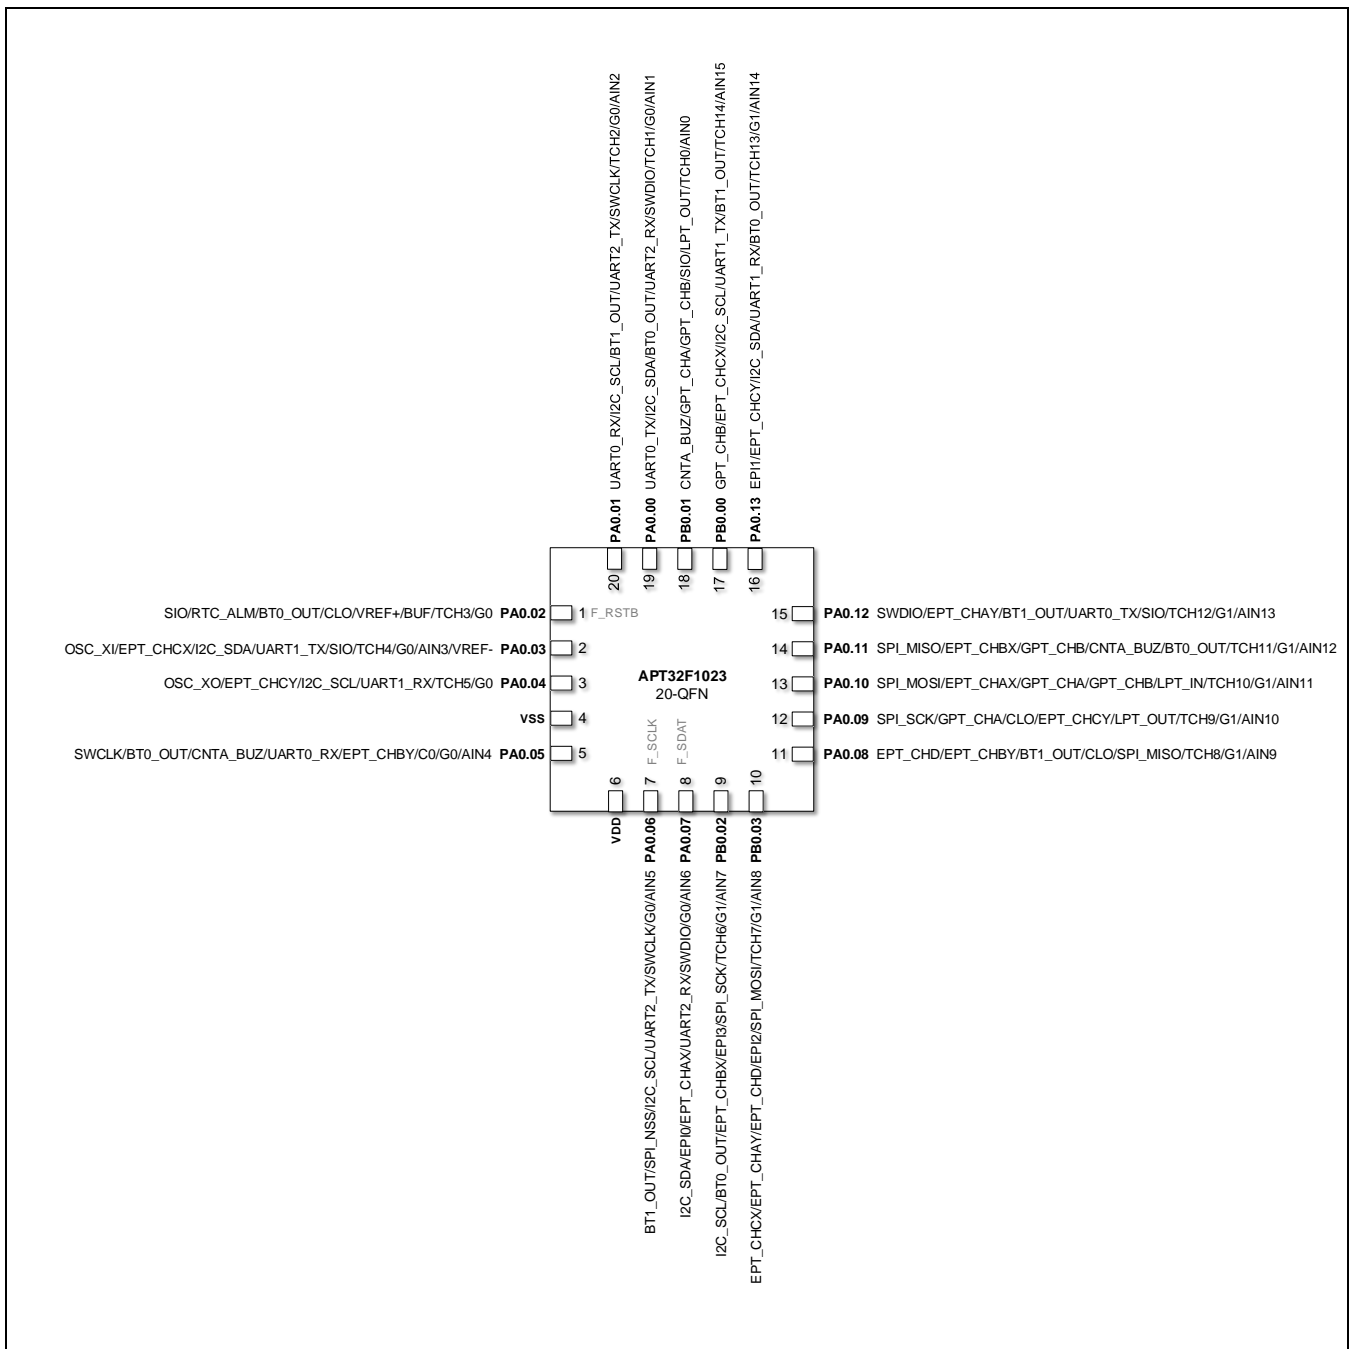 PA0.01 UART0_RX/I2C_SCL/BT1_OUT/UART2_TX/SWCLK/TCH2/G0/AIN2
PA0.00 UART0_TX/I2C_SDA/BT0_OUT/UART2_RX/SWDIO/TCH1/G0/AIN1
PB0.01 CNTA_BUZ/GPT_CHA/GPT_CHB/SIO/LPT_OUT/TCH0/AIN0
PB0.00 GPT_CHB/EPT_CHCX/I2C_SCL/UART1_TX/BT1_OUT/TCH14/AIN15
PA0.13 EPI1/EPT_CHCY/I2C_SDA/UART1_RX/BT0_OUT/TCH13/G1/AIN14
20 19 18 17 16
SIO/RTC_ALM/BT0_OUT/CLO/VREF+/BUF/TCH3/G0 PA0.02 1 F_RSTB
OSC_XI/EPT_CHCX/I2C_SDA/UART1_TX/SIO/TCH4/G0/AIN3/VREF- PA0.03 2
OSC_XO/EPT_CHCY/I2C_SCL/UART1_RX/TCH5/G0 PA0.04 3
VSS 4
SWCLK/BT0_OUT/CNTA_BUZ/UART0_RX/EPT_CHBY/C0/G0/AIN4 PA0.05 5
APT32F1023
20-QFN
F_SCLK
F_SDAT
15 PA0.12 SWDIO/EPT_CHAY/BT1_OUT/UART0_TX/SIO/TCH12/G1/AIN13
14 PA0.11 SPI_MISO/EPT_CHBX/GPT_CHB/CNTA_BUZ/BT0_OUT/TCH11/G1/AIN12
13 PA0.10 SPI_MOSI/EPT_CHAX/GPT_CHA/GPT_CHB/LPT_IN/TCH10/G1/AIN11
12 PA0.09 SPI_SCK/GPT_CHA/CLO/EPT_CHCY/LPT_OUT/TCH9/G1/AIN10
11 PA0.08 EPT_CHD/EPT_CHBY/BT1_OUT/CLO/SPI_MISO/TCH8/G1/AIN9
6 7 8 9 10
VDD
BT1_OUT/SPI_NSS/I2C_SCL/UART2_TX/SWCLK/G0/AIN5 PA0.06
I2C_SDA/EPI0/EPT_CHAX/UART2_RX/SWDIO/G0/AIN6 PA0.07
I2C_SCL/BT0_OUT/EPT_CHBX/EPI3/SPI_SCK/TCH6/G1/AIN7 PB0.02
EPT_CHCX/EPT_CHAY/EPT_CHD/EPI2/SPI_MOSI/TCH7/G1/AIN8 PB0.03